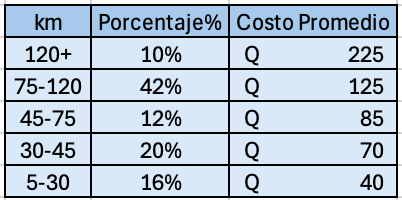 km Porcentaje% Costo Promedio
120+ 10% Q 225
75-120 42% Q 125
45-75 12% Q 85
30-45 20% Q 70
5-30 16% Q 40